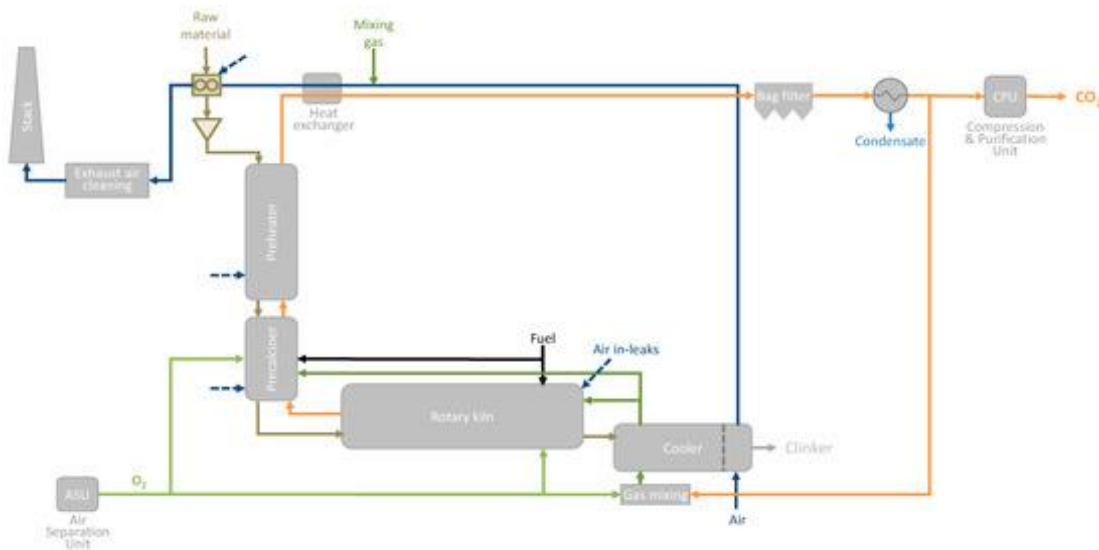 Raw
material
Mixing
gas
Stack
Heat
exchanger
Bag filter
CPU
CO2
Condensate
Compression
& Purification
Unit
Exhaust air
cleaning
Preheater
Fuel
Air in-leaks
Precalciner
Rotary kiln
Cooler
Clinker
O2
ASU
Gas mixing
Air
Air
Separation
Unit